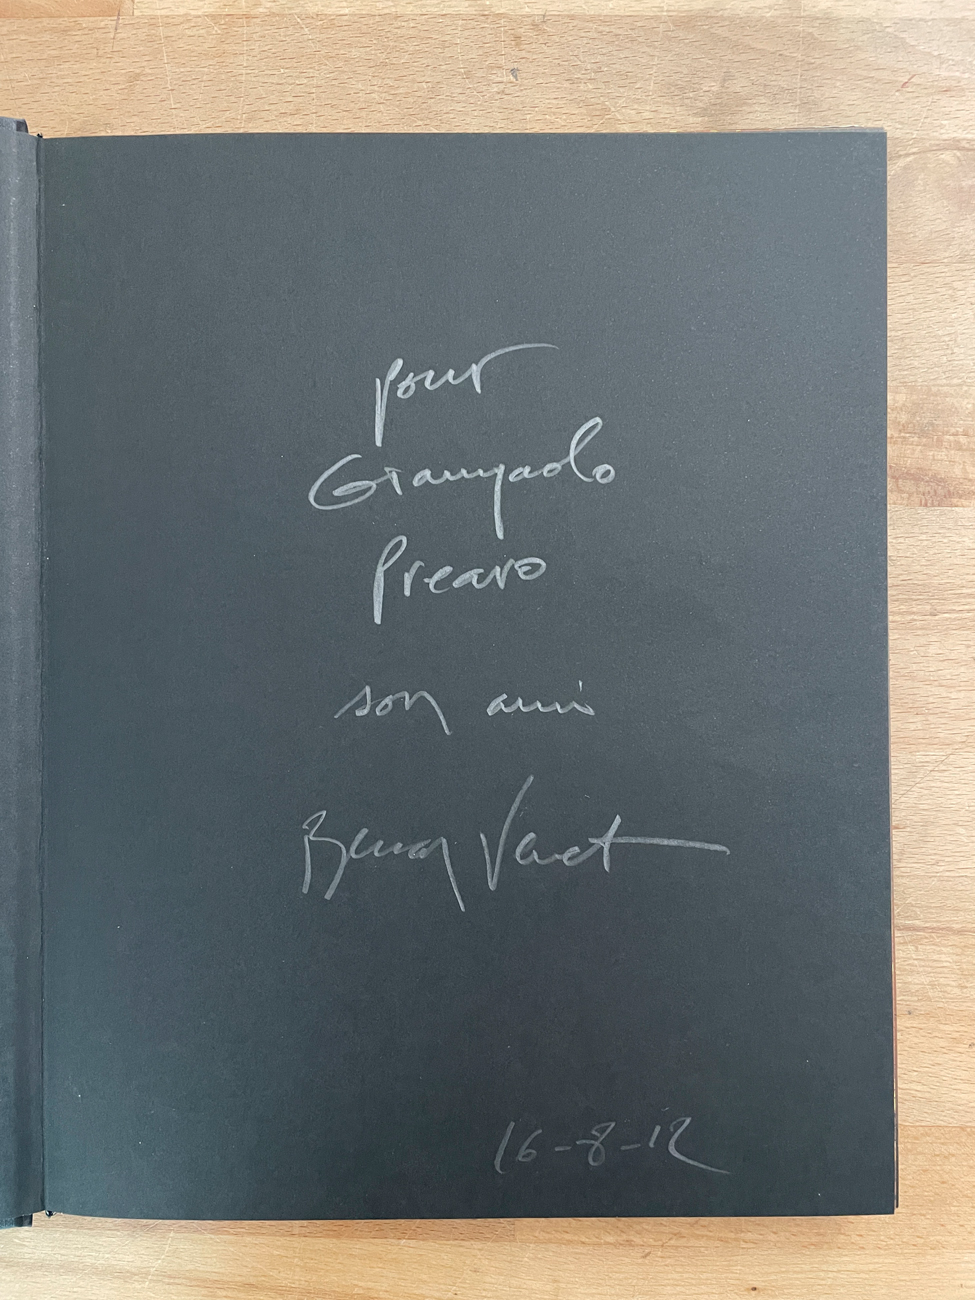 pour
Giampaolo
Prearo
son ami
Bernar Venet
16-8-12